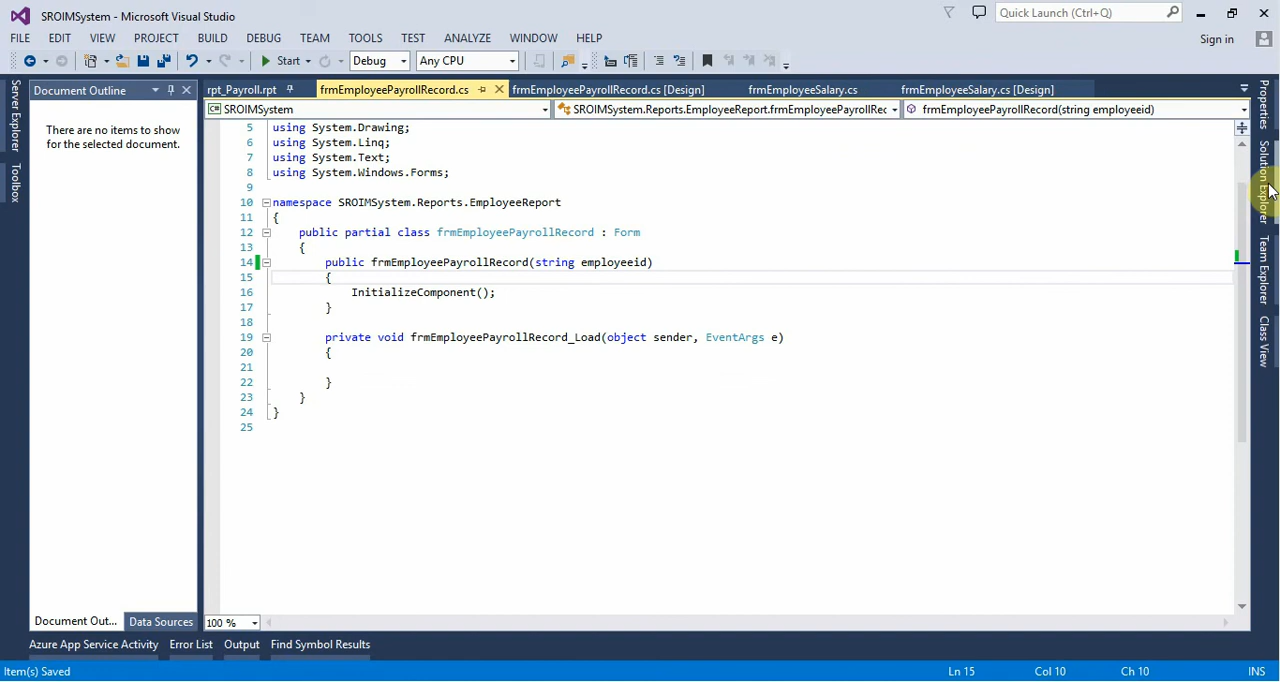 SROIMSystem - Microsoft Visual Studio
Quick Launch (Ctrl+Q)
FILE EDIT VIEW PROJECT BUILD DEBUG TEAM TOOLS TEST ANALYZE WINDOW HELP
Sign in
Start Debug Any CPU
Server Explorer
Toolbox
Document Outline
There are no items to show
for the selected document.
Document Out... Data Sources
rpt_Payroll.rpt frmEmployeePayrollRecord.cs frmEmployeePayrollRecord.cs [Design] frmEmployeeSalary.cs frmEmployeeSalary.cs [Design]
SROIMSystem SROIMSystem.Reports.EmployeeReport.frmEmployeePayrollRec frmEmployeePayrollRecord(string employeeid)
5 using System.Drawing;
6 using System.Linq;
7 using System.Text;
8 using System.Windows.Forms;
9
10 namespace SROIMSystem.Reports.EmployeeReport
11 {
12 public partial class frmEmployeePayrollRecord : Form
13 {
14 public frmEmployeePayrollRecord(string employeeid)
15 {
16 InitializeComponent();
17 }
18
19 private void frmEmployeePayrollRecord_Load(object sender, EventArgs e)
20 {
21
22 }
23 }
24 }
25
100 %
Properties
Solution Explorer
Team Explorer
Class View
Azure App Service Activity Error List Output Find Symbol Results
Item(s) Saved Ln 15 Col 10 Ch 10 INS